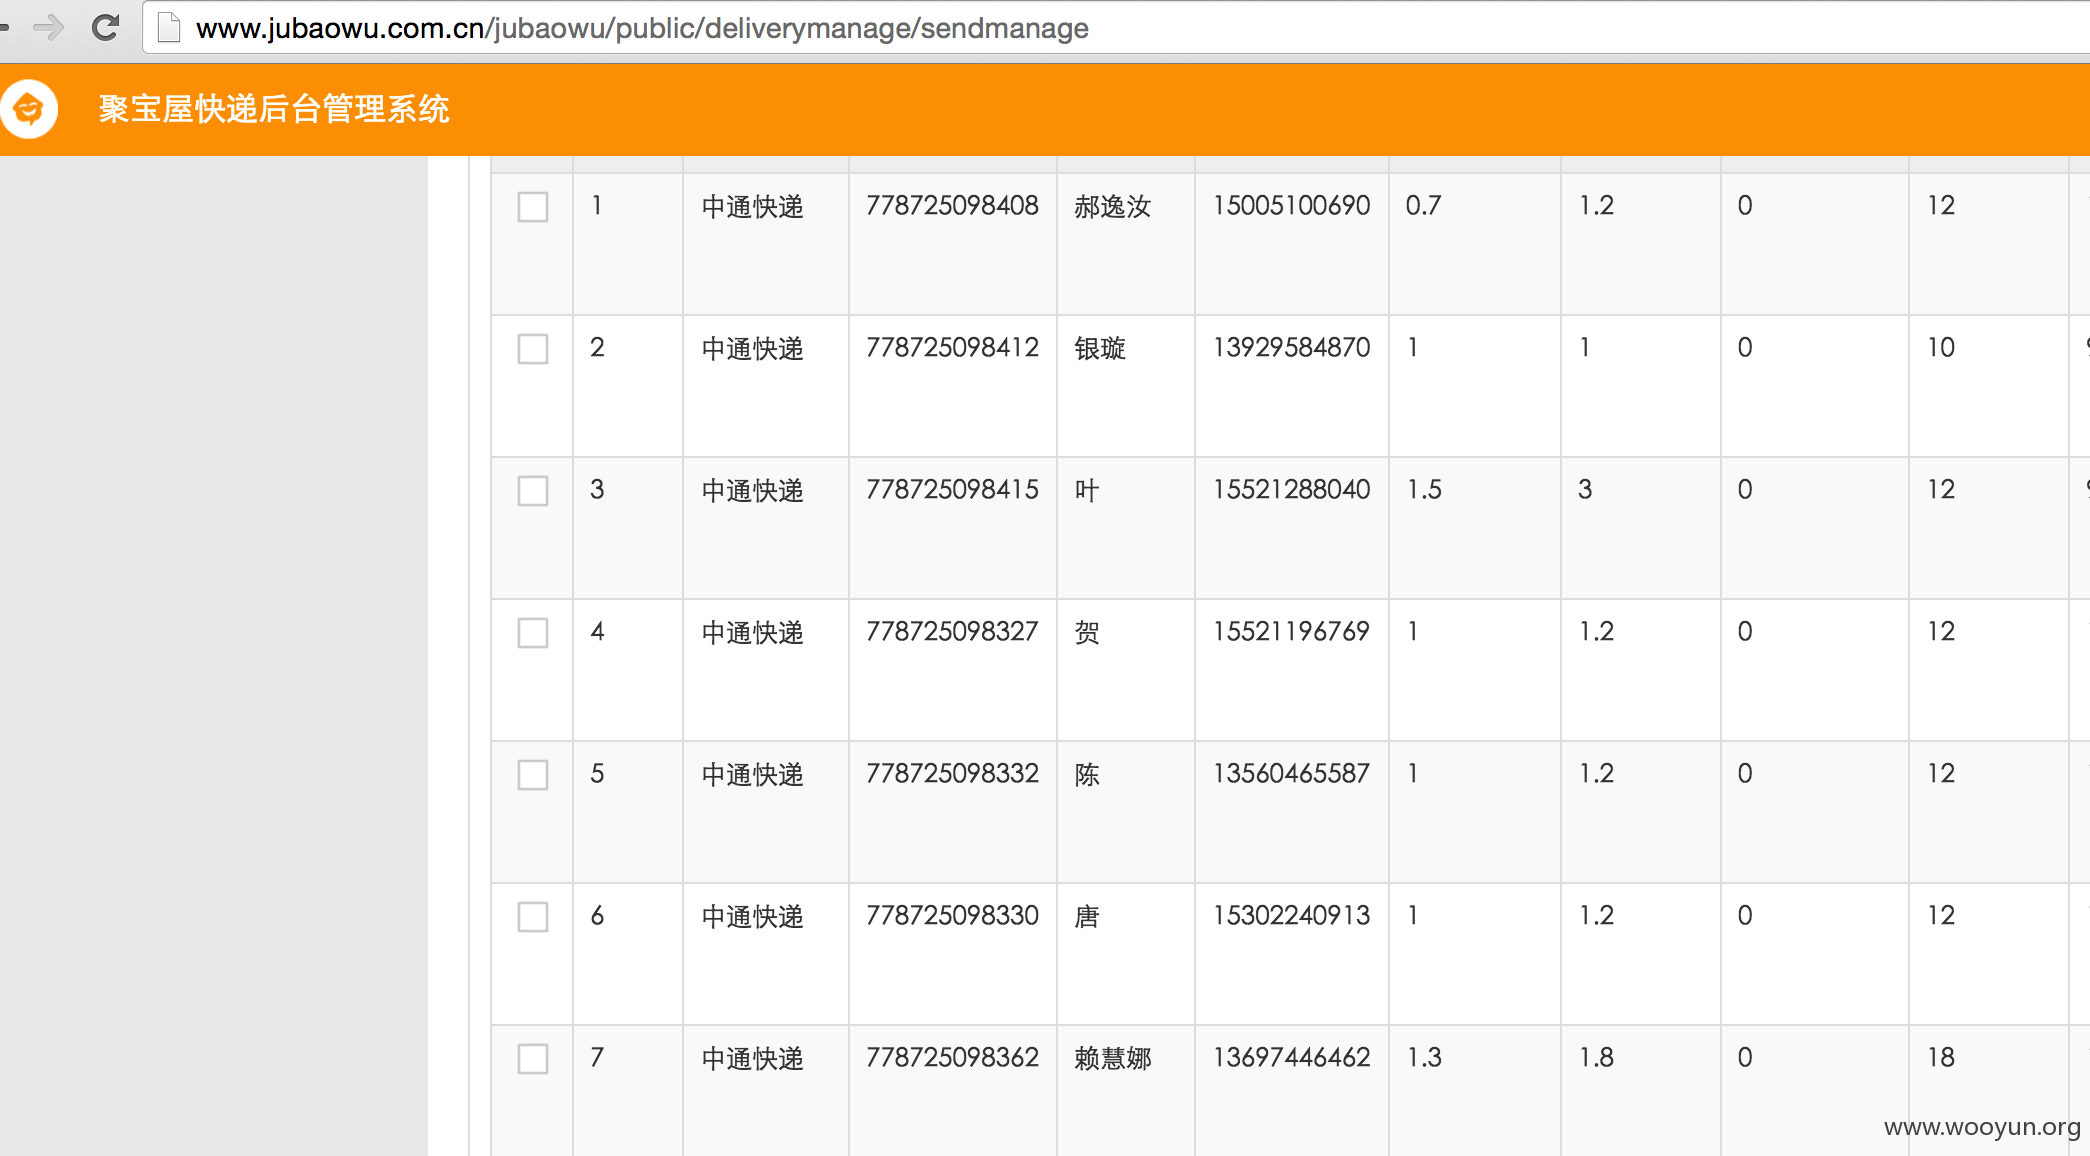 www.jubaowu.com.cn/jubaowu/public/deliverymanage/sendmanage
聚宝屋快递后台管理系统
1 中通快递 778725098408 郝逸汝 15005100690 0.7 1.2 0 12
2 中通快递 778725098412 银璇 13929584870 1 1 0 10
3 中通快递 778725098415 叶 15521288040 1.5 3 0 12
4 中通快递 778725098327 贺 15521196769 1 1.2 0 12
5 中通快递 778725098332 陈 13560465587 1 1.2 0 12
6 中通快递 778725098330 唐 15302240913 1 1.2 0 12
7 中通快递 778725098362 赖慧娜 13697446462 1.3 1.8 0 18
www.wooyun.org